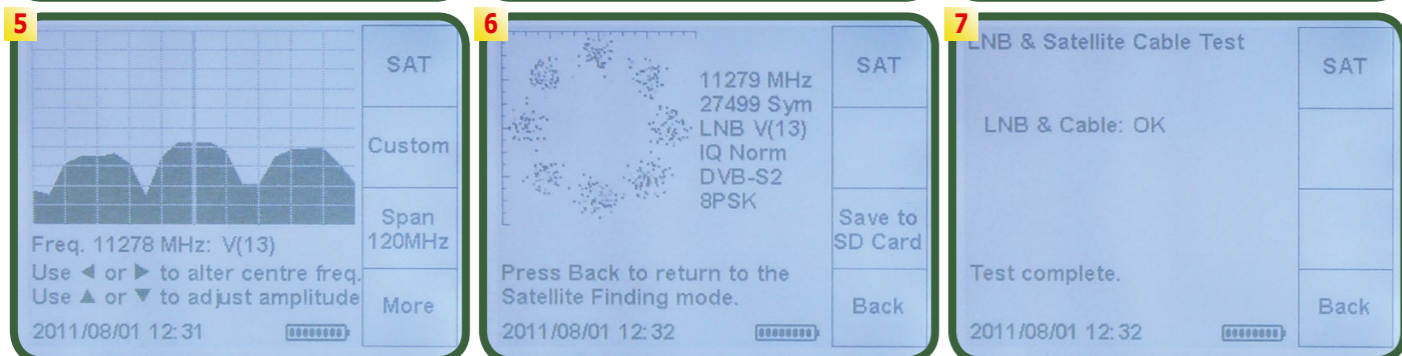 5
SAT
Custom
Span
120MHz
More
Freq. 11278 MHz: V(13)
Use ◀ or ▶ to alter centre freq.
Use ▲ or ▼ to adjust amplitude
2011/08/01 12:31
6
11279 MHz
27499 Sym
LNB V(13)
IQ Norm
DVB-S2
8PSK
SAT
Save to
SD Card
Back
Press Back to return to the
Satellite Finding mode.
2011/08/01 12:32
7
LNB & Satellite Cable Test
SAT
LNB & Cable: OK
Test complete.
Back
2011/08/01 12:32